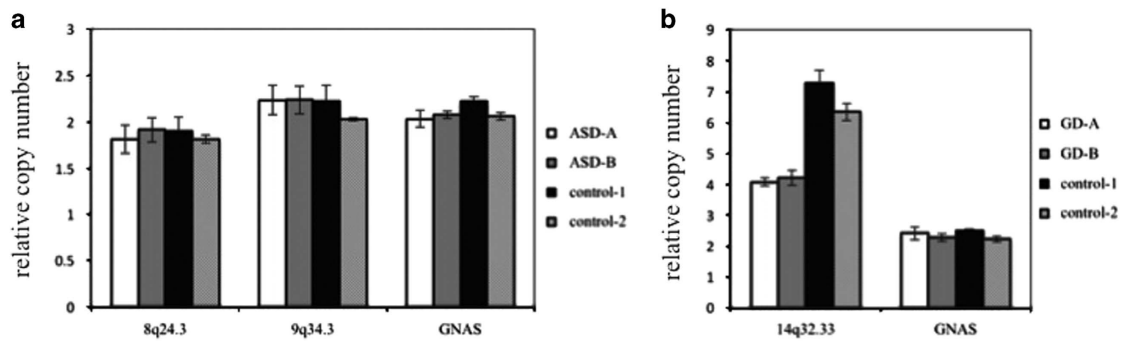 a
relative copy number
3
2.5
2
1.5
1
0.5
0
8q24.3
9q34.3
GNAS
ASD-A
ASD-B
control-1
control-2
b
relative copy number
9
8
7
6
5
4
3
2
1
0
14q32.33
GNAS
GD-A
GD-B
control-1
control-2